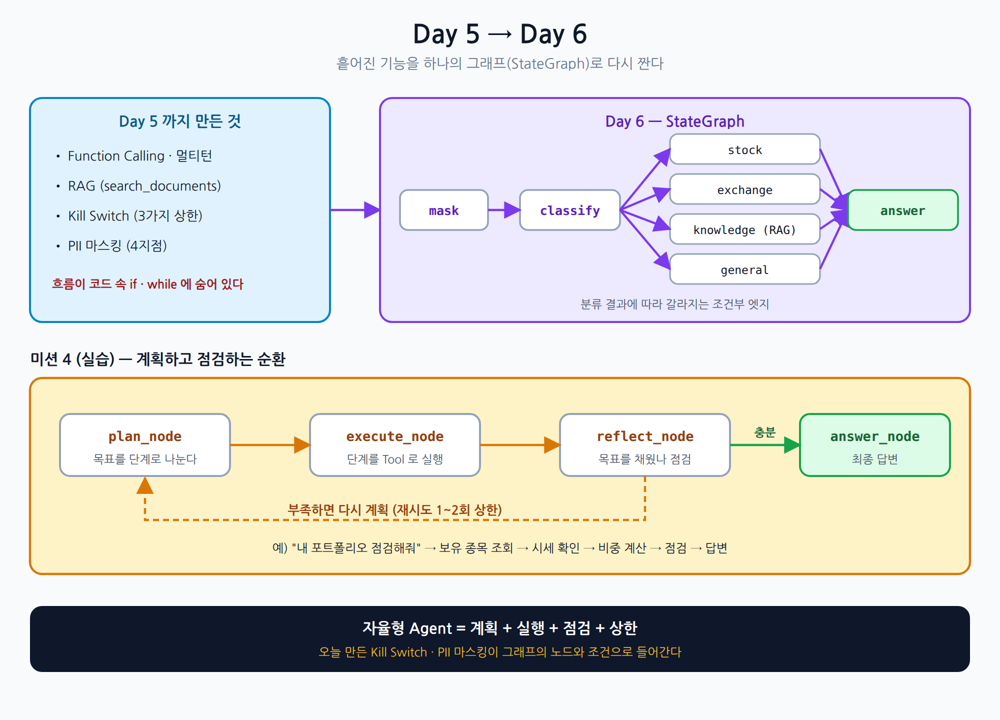 Day 5 → Day 6
흩어진 기능을 하나의 그래프(StateGraph)로 다시 짠다
Day 5 까지 만든 것
• Function Calling · 멀티턴
• RAG (search_documents)
• Kill Switch (3가지 상한)
• PII 마스킹 (4지점)
흐름이 코드 속 if · while 에 숨어 있다
Day 6 — StateGraph
mask
classify
stock
exchange
knowledge (RAG)
general
answer
분류 결과에 따라 갈라지는 조건부 엣지
미션 4 (실습) — 계획하고 점검하는 순환
plan_node
목표를 단계로 나눈다
execute_node
단계를 Tool 로 실행
reflect_node
목표를 채웠나 점검
충분
answer_node
최종 답변
부족하면 다시 계획 (재시도 1~2회 상한)
예) "내 포트폴리오 점검해줘" → 보유 종목 조회 → 시세 확인 → 비중 계산 → 점검 → 답변
자율형 Agent = 계획 + 실행 + 점검 + 상한
오늘 만든 Kill Switch · PII 마스킹이 그래프의 노드와 조건으로 들어간다